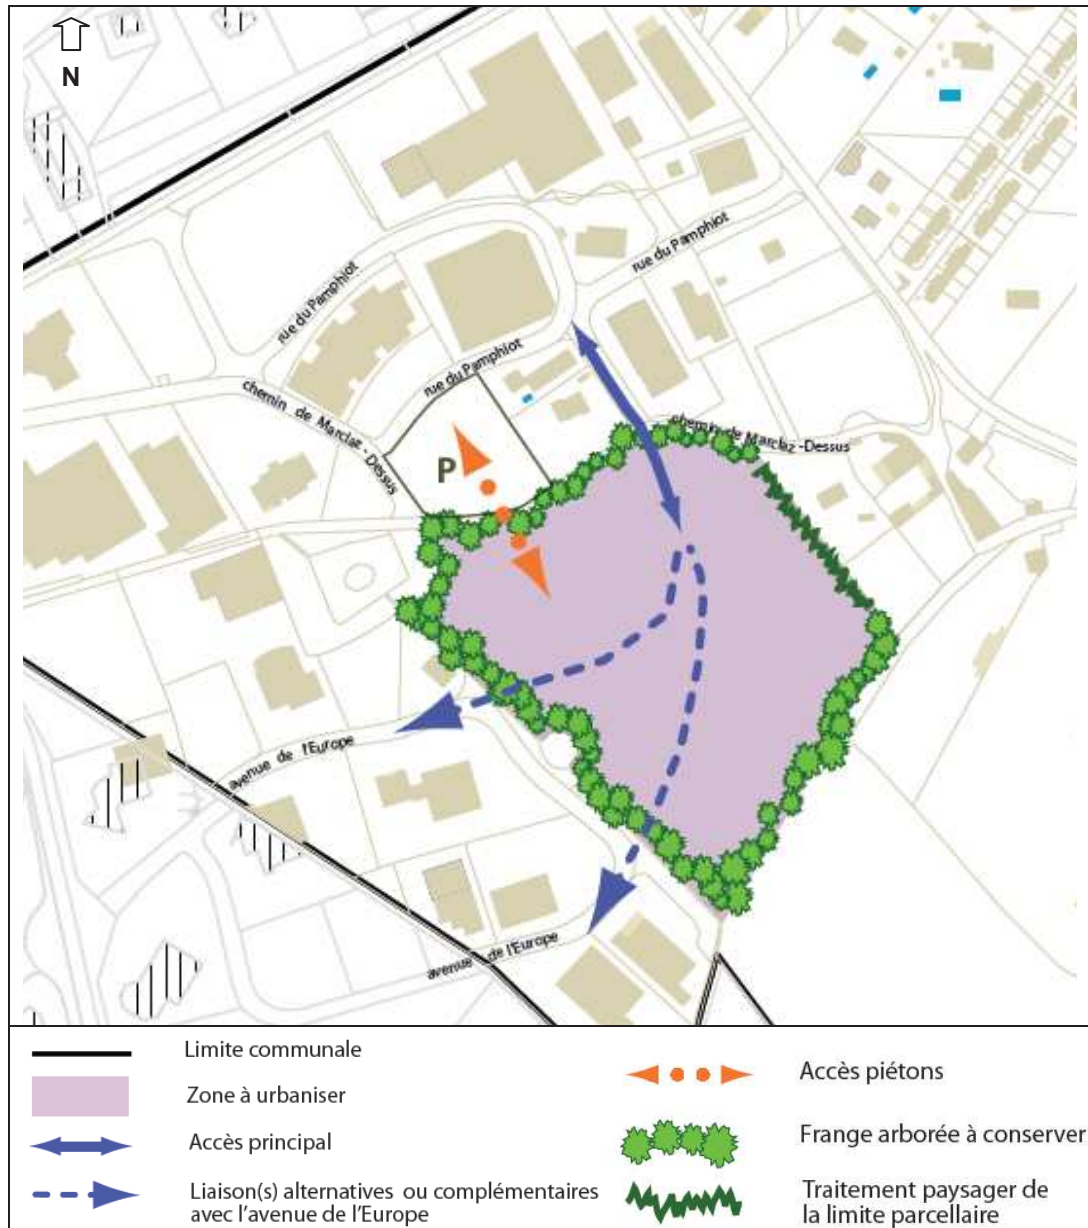 N
rue du Pamphiot
rue du Pamphiot
rue du Pamphiot
chemin de Marclaz - Dessus
chemin de Marclaz -Dessus
P
avenue de l'Europe
avenue de l'Europe
Limite communale
Zone à urbaniser
Accès principal
Liaison(s) alternatives ou complémentaires
avec l'avenue de l'Europe
Accès piétons
Frange arborée à conserver
Traitement paysager de
la limite parcellaire